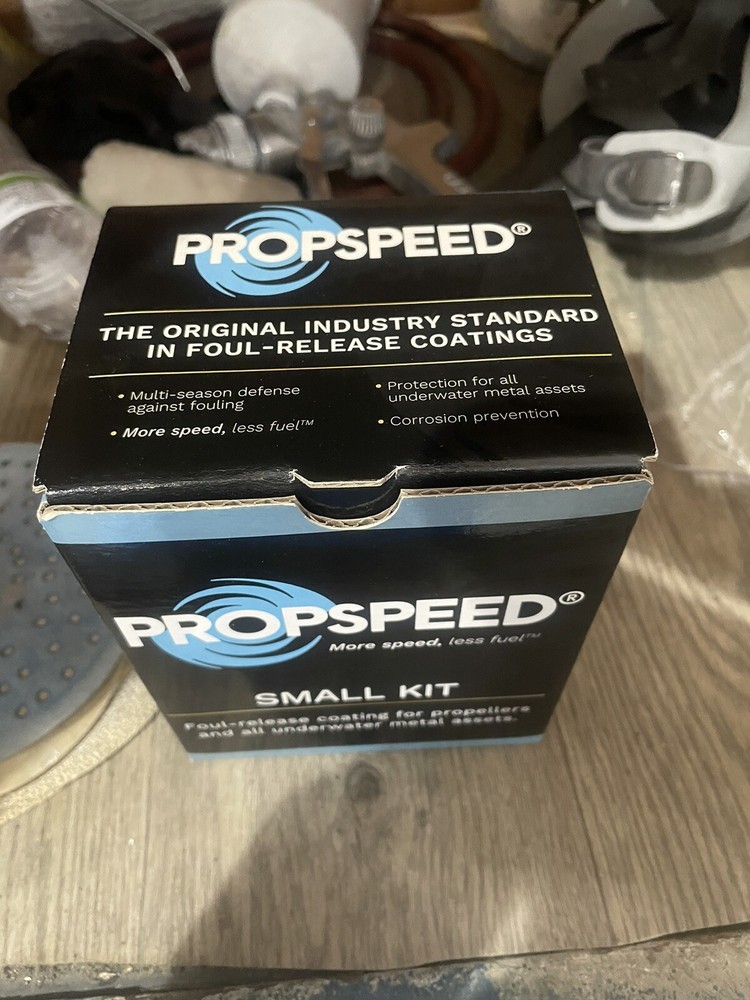 PROPSPEED®
THE ORIGINAL INDUSTRY STANDARD
IN FOUL-RELEASE COATINGS
• Multi-season defense
against fouling
• More speed, less fuel™
• Protection for all
underwater metal assets
• Corrosion prevention
PROPSPEED®
More speed, less fuel™
SMALL KIT
Foul-release coating for propellers
and all underwater metal assets.